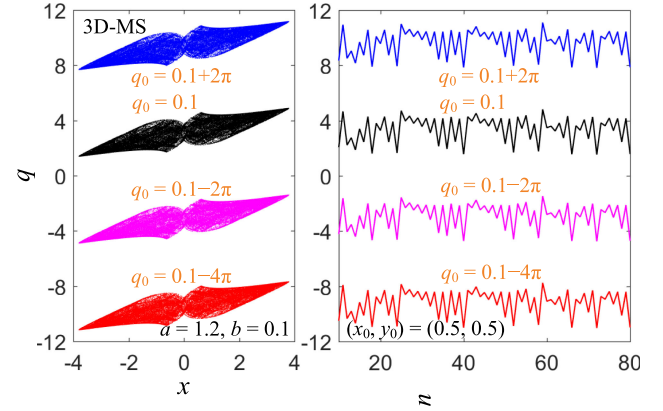 3D-MS
q₀ = 0.1+2π
q₀ = 0.1
q₀ = 0.1−2π
q₀ = 0.1−4π
a = 1.2, b = 0.1
12
8
4
0
-4
-8
-12
q
−4
−2
0
2
4
x
q₀ = 0.1+2π
q₀ = 0.1
q₀ = 0.1−2π
q₀ = 0.1−4π
(x₀, y₀) = (0.5, 0.5)
12
8
4
0
-4
-8
-12
20
40
60
80
n